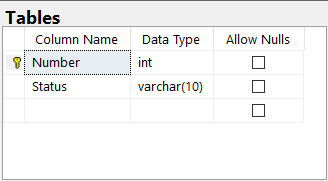 Tables
Column Name Data Type Allow Nulls
Number int
Status varchar(10)